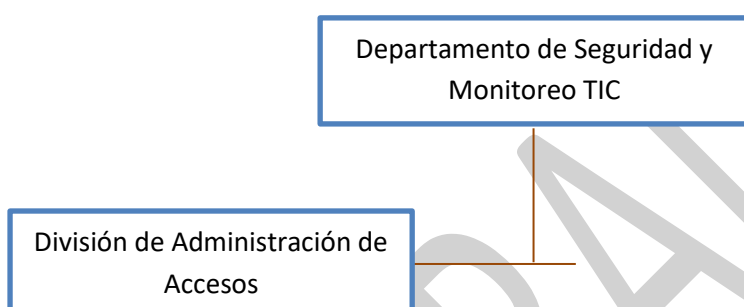 Departamento de Seguridad y
Monitoreo TIC
División de Administración de
Accesos